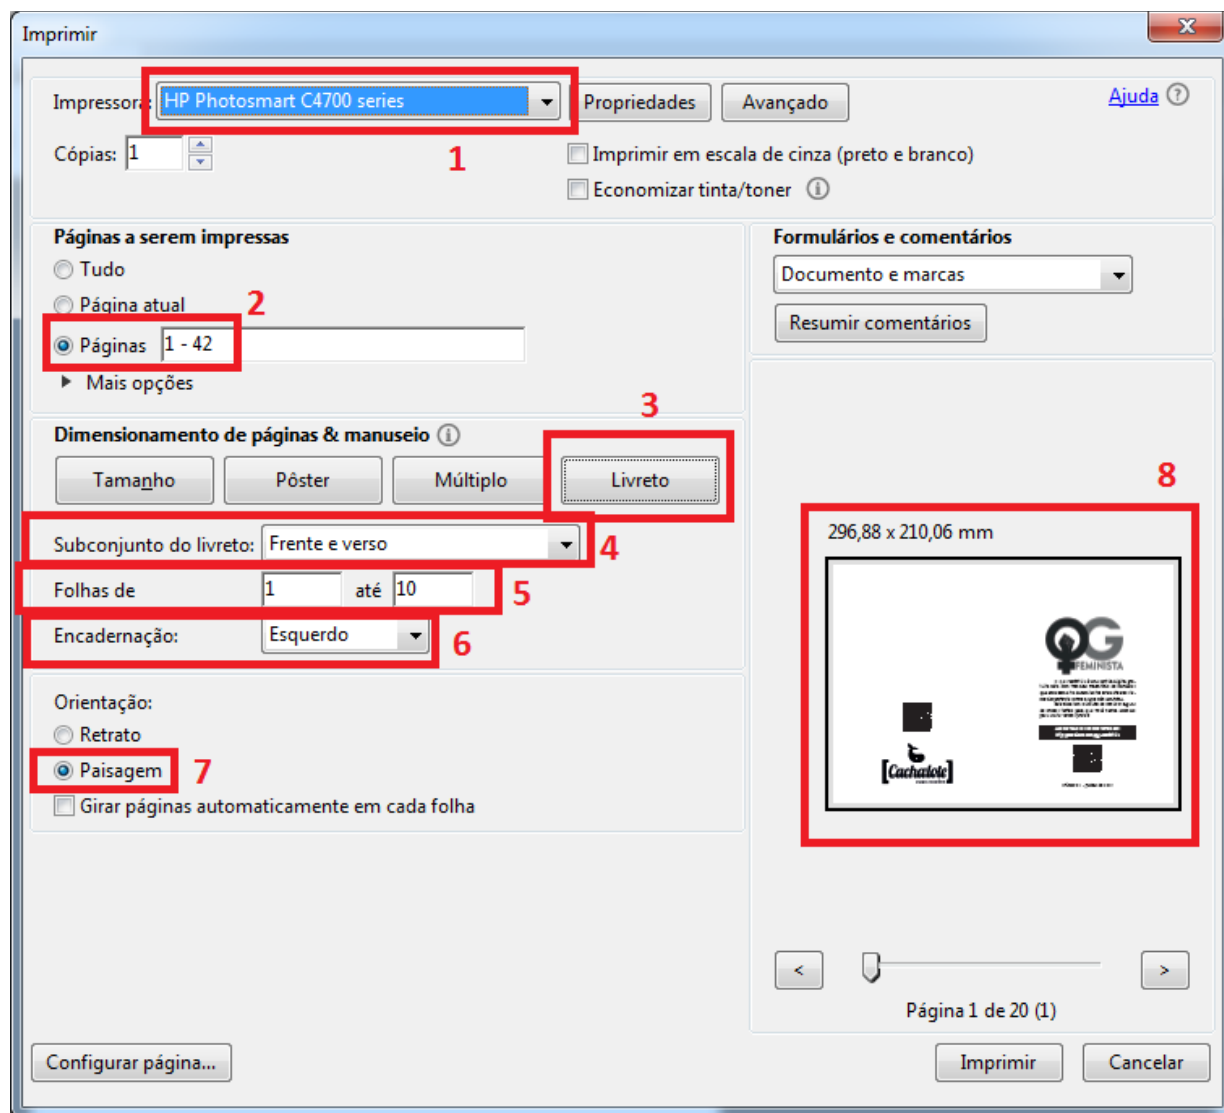 Imprimir
X
Impressora: HP Photosmart C4700 series Propriedades Avançado Ajuda ?
Cópias: 1 1 Imprimir em escala de cinza (preto e branco)
Economizar tinta/toner i
Páginas a serem impressas
Tudo
Página atual 2
Páginas 1 - 42
Mais opções
Formulários e comentários
Documento e marcas
Resumir comentários
3
Dimensionamento de páginas & manuseio i
Tamanho Pôster Múltiplo Livreto
Subconjunto do livreto: Frente e verso 4
Folhas de 1 até 10 5
Encadernação: Esquerdo 6
Orientação:
Retrato
Paisagem 7
Girar páginas automaticamente em cada folha
8
296,88 x 210,06 mm
QG
FEMINISTA
[Cachalote]
< >
Página 1 de 20 (1)
Configurar página... Imprimir Cancelar